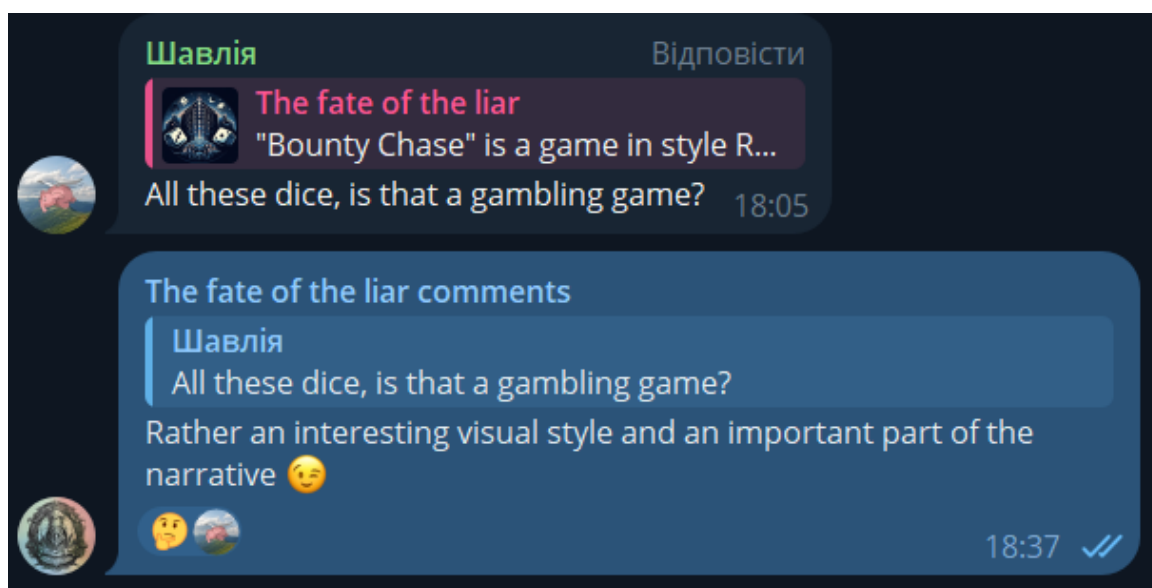 Шавлія Відповісти
The fate of the liar
"Bounty Chase" is a game in style R...
All these dice, is that a gambling game? 18:05
The fate of the liar comments
Шавлія
All these dice, is that a gambling game?
Rather an interesting visual style and an important part of the
narrative 😉
🤔
18:37